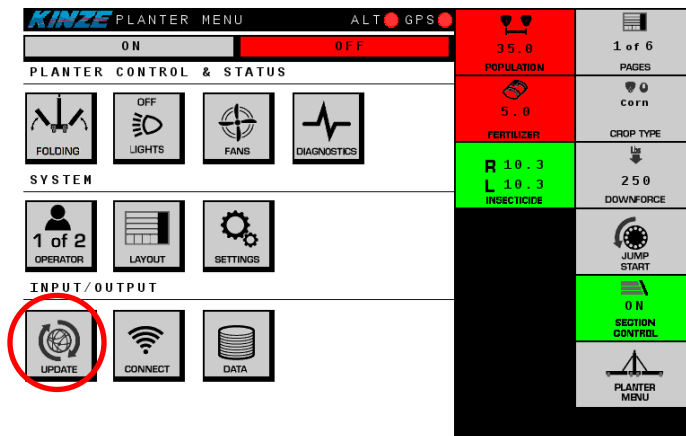 KINZE PLANTER MENU ALT GPS
ON OFF
PLANTER CONTROL & STATUS
FOLDING
OFF
LIGHTS
FANS
DIAGNOSTICS
SYSTEM
1 of 2
OPERATOR
LAYOUT
SETTINGS
INPUT/OUTPUT
UPDATE
CONNECT
DATA
35.0
POPULATION
5.0
FERTILIZER
R 10.3
L 10.3
INSECTICIDE
1 of 6
PAGES
Corn
CROP TYPE
Lbs
250
DOWNFORCE
JUMP
START
ON
SECTION
CONTROL
PLANTER
MENU